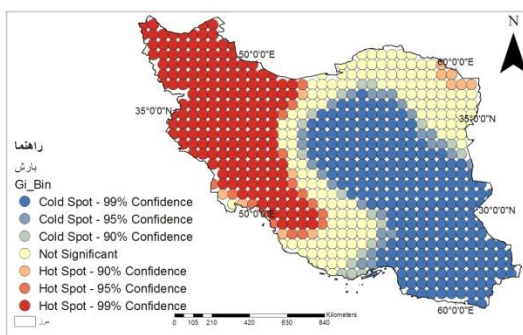 N
50°0'0"E
60°0'0"E
35°0'0"N
35°0'0"N
راهنما
بارش
Gi_Bin
Cold Spot - 99% Confidence
Cold Spot - 95% Confidence
50°0'0"E
30°0'0"N
Cold Spot - 90% Confidence
Not Significant
Hot Spot - 90% Confidence
Hot Spot - 95% Confidence
Hot Spot - 99% Confidence
مرز
Kilometers
0 105 210 420 630 840
60°0'0"E